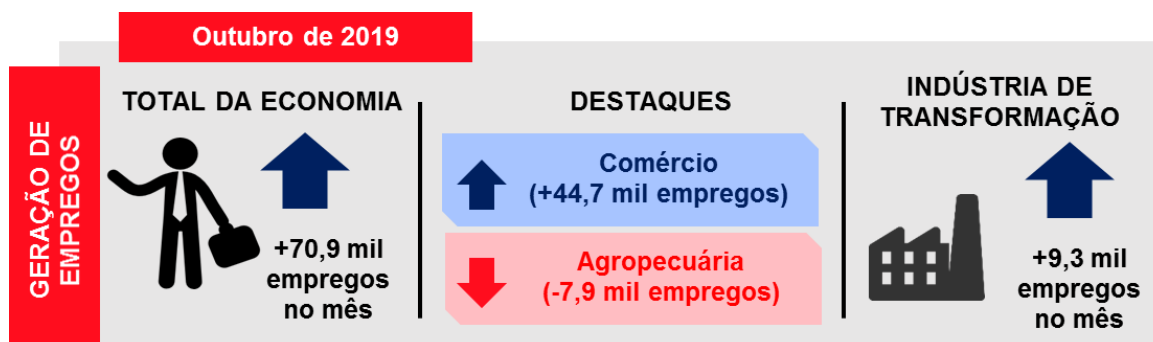 Outubro de 2019
GERAÇÃO DE
EMPREGOS
TOTAL DA ECONOMIA
+70,9 mil
empregos
no mês
DESTAQUES
Comércio
(+44,7 mil empregos)
Agropecuária
(-7,9 mil empregos)
INDÚSTRIA DE
TRANSFORMAÇÃO
+9,3 mil
empregos
no mês